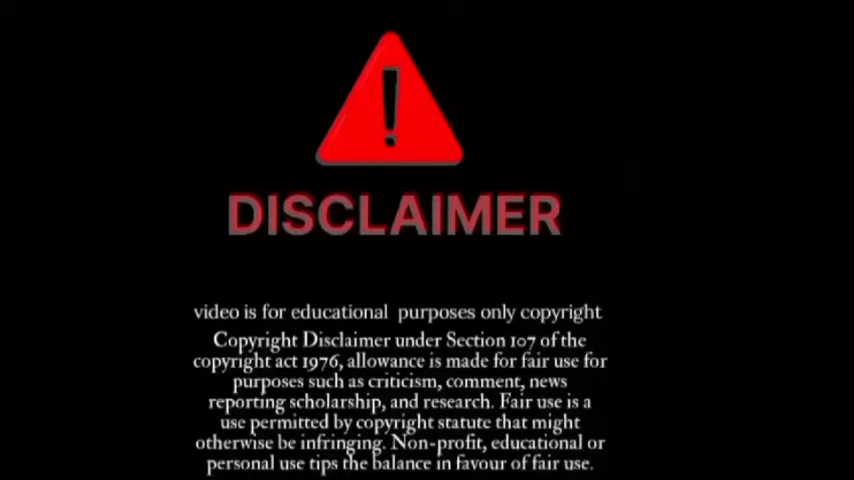 !
DISCLAIMER
video is for educational purposes only copyright
Copyright Disclaimer under Section 107 of the
copyright act 1976, allowance is made for fair use for
purposes such as criticism, comment, news
reporting scholarship, and research. Fair use is a
use permitted by copyright statute that might
otherwise be infringing. Non-profit, educational or
personal use tips the balance in favour of fair use.